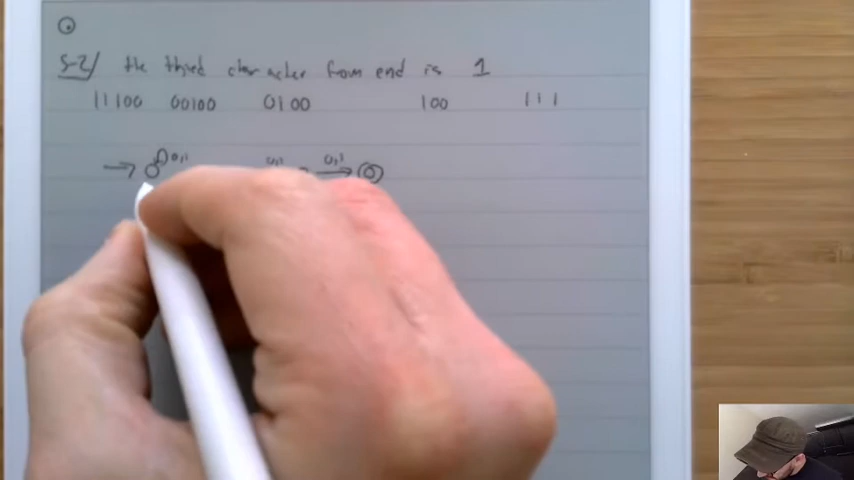 S-2/ the third character from end is 1
11100 00100 0100 100 111
0,1 0,1 0,1